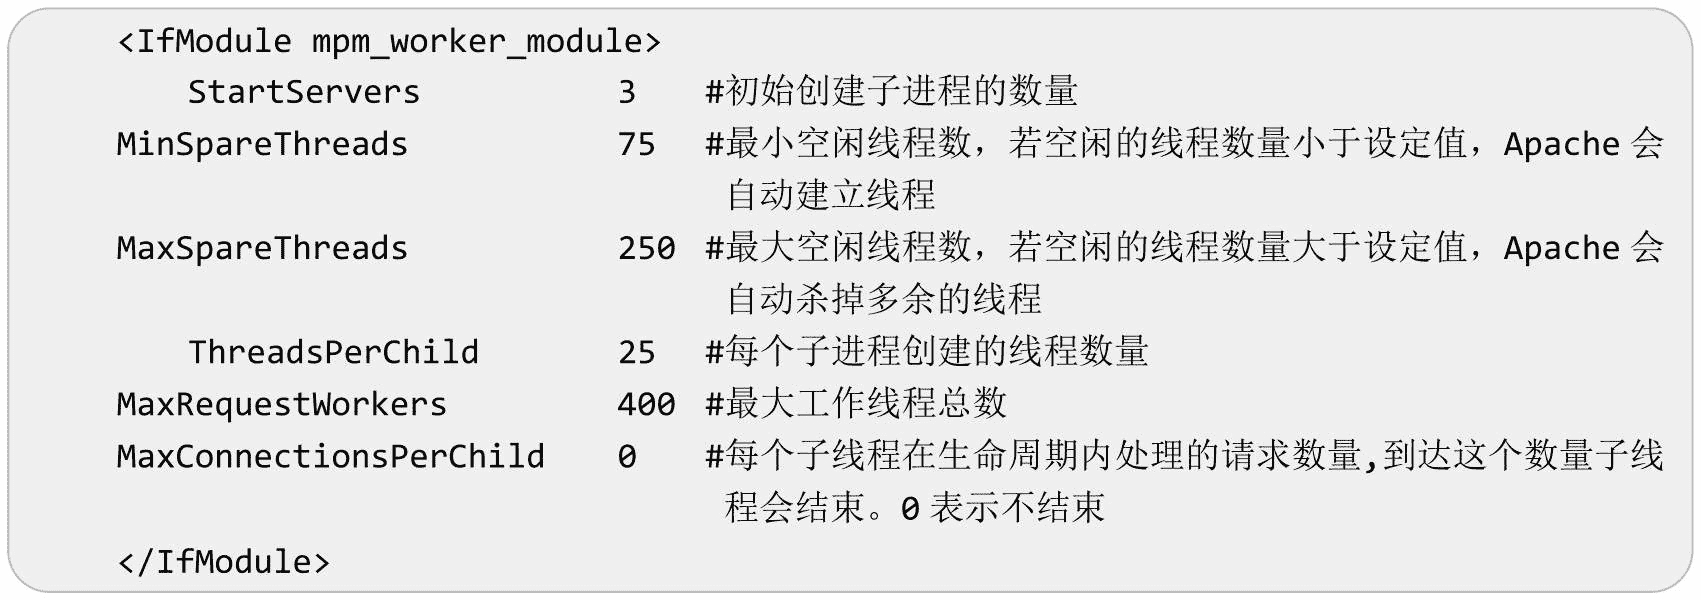 <IfModule mpm_worker_module>
StartServers 3 #初始创建子进程的数量
MinSpareThreads 75 #最小空闲线程数，若空闲的线程数量小于设定值，Apache 会
自动建立线程
MaxSpareThreads 250 #最大空闲线程数，若空闲的线程数量大于设定值，Apache 会
自动杀掉多余的线程
ThreadsPerChild 25 #每个子进程创建的线程数量
MaxRequestWorkers 400 #最大工作线程总数
MaxConnectionsPerChild 0 #每个子线程在生命周期内处理的请求数量,到达这个数量子线
程会结束。0 表示不结束
</IfModule>